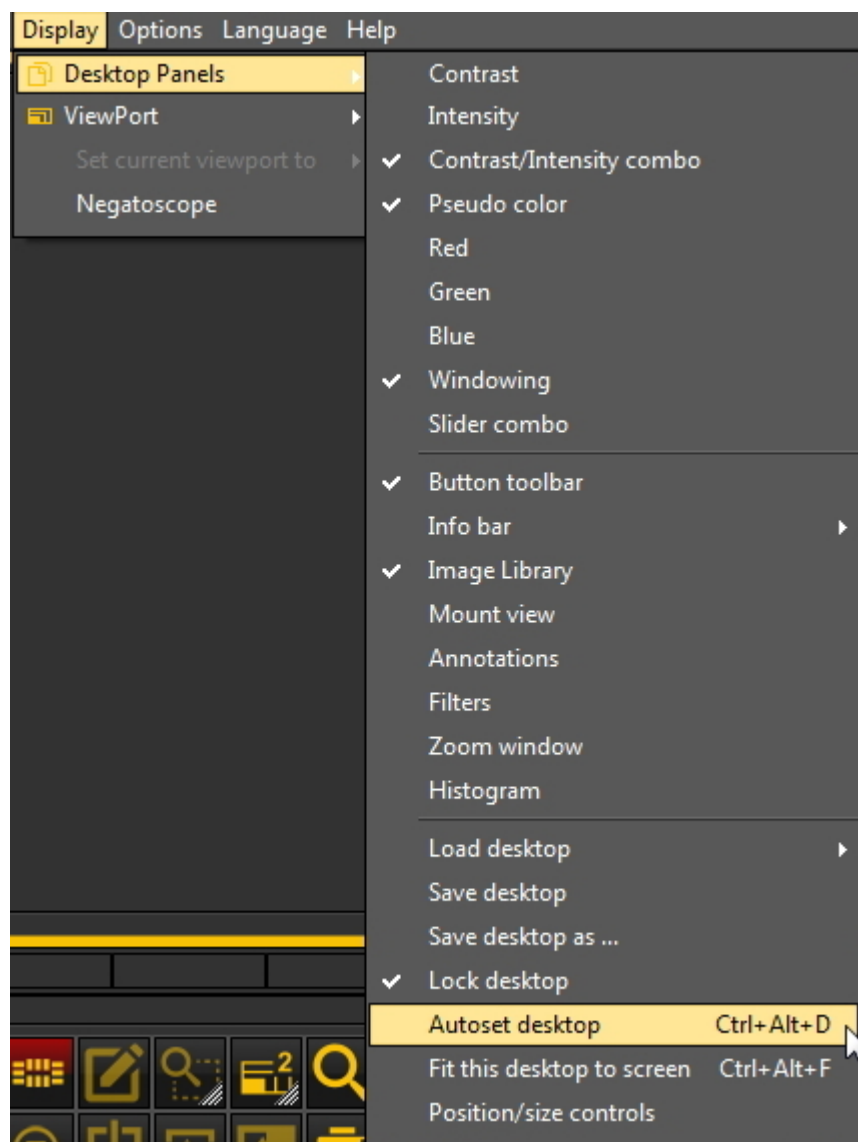 Display Options Language Help
Desktop Panels
ViewPort
Set current viewport to
Negatoscope
Contrast
Intensity
Contrast/Intensity combo
Pseudo color
Red
Green
Blue
Windowing
Slider combo
Button toolbar
Info bar
Image Library
Mount view
Annotations
Filters
Zoom window
Histogram
Load desktop
Save desktop
Save desktop as ...
Lock desktop
Autoset desktop Ctrl+Alt+D
Fit this desktop to screen Ctrl+Alt+F
Position/size controls
2